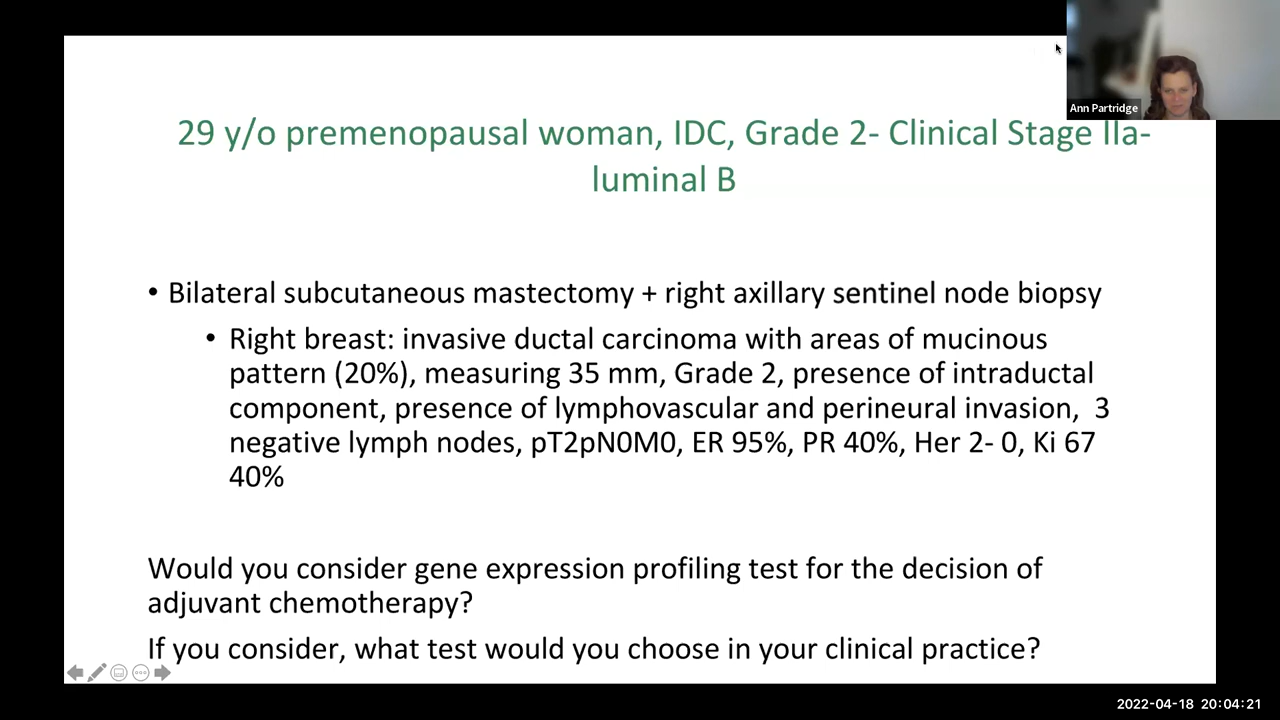 Ann Partridge
29 y/o premenopausal woman, IDC, Grade 2- Clinical Stage IIa-
luminal B
• Bilateral subcutaneous mastectomy + right axillary sentinel node biopsy
• Right breast: invasive ductal carcinoma with areas of mucinous
pattern (20%), measuring 35 mm, Grade 2, presence of intraductal
component, presence of lymphovascular and perineural invasion, 3
negative lymph nodes, pT2pN0M0, ER 95%, PR 40%, Her 2- 0, Ki 67
40%
Would you consider gene expression profiling test for the decision of
adjuvant chemotherapy?
If you consider, what test would you choose in your clinical practice?
2022-04-18 20:04:21